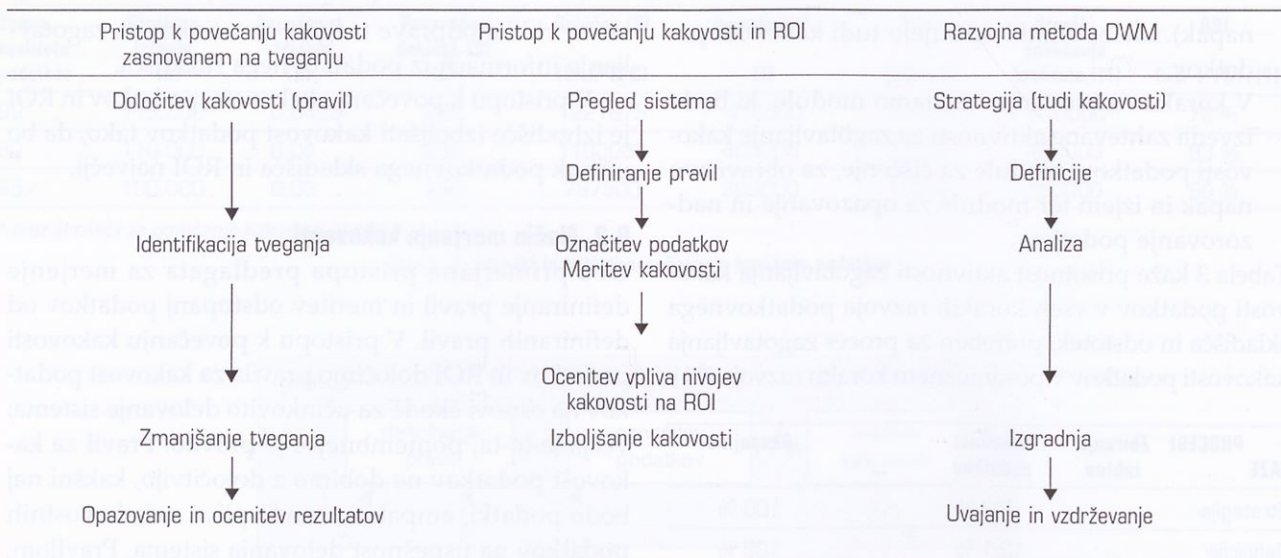 Pristop k povečanju kakovosti
zasnovanem na tveganju
Določitev kakovosti (pravil)
Identifikacija tveganja
Zmanjšanje tveganja
Opazovanje in ocenitev rezultatov
Pristop k povečanju kakovosti in ROI
Pregled sistema
Definiranje pravil
Označitev podatkov
Meritev kakovosti
Ocenitev vpliva nivojev
kakovosti na ROI
Izboljšanje kakovosti
Razvojna metoda DWM
Strategija (tudi kakovosti)
Definicije
Analiza
Izgradnja
Uvajanje in vzdrževanje